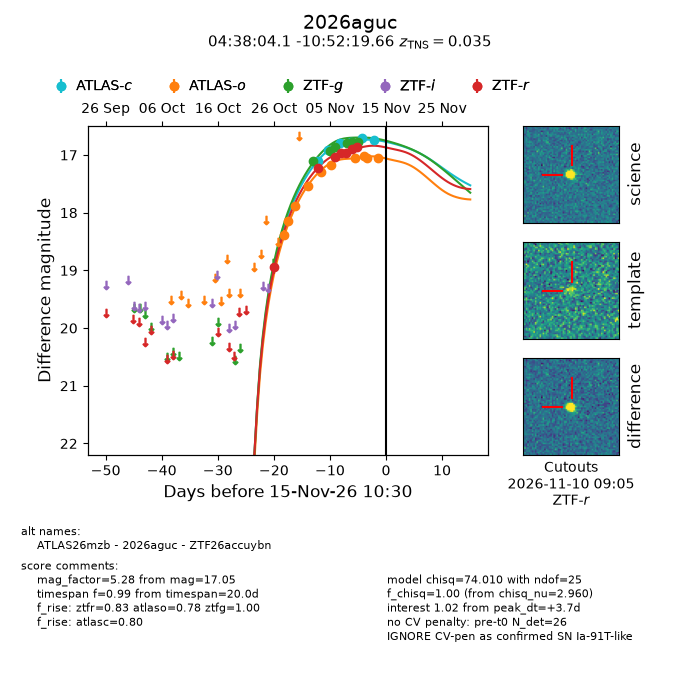 2026aguc
04:38:04.1 -10:52:19.66 zTNS = 0.035
ATLAS-c
ATLAS-o
ZTF-g
ZTF-i
ZTF-r
26 Sep
06 Oct
16 Oct
26 Oct
05 Nov
15 Nov
25 Nov
17
18
19
20
21
22
Difference magnitude
−50
−40
−30
−20
−10
0
10
Days before 15-Nov-26 10:30
science
template
difference
Cutouts
2026-11-10 09:05
ZTF-r
alt names:
ATLAS26mzb - 2026aguc - ZTF26accuybn
score comments:
mag_factor=5.28 from mag=17.05
timespan f=0.99 from timespan=20.0d
f_rise: ztfr=0.83 atlaso=0.78 ztfg=1.00
f_rise: atlasc=0.80
model chisq=74.010 with ndof=25
f_chisq=1.00 (from chisq_nu=2.960)
interest 1.02 from peak_dt=+3.7d
no CV penalty: pre-t0 N_det=26
IGNORE CV-pen as confirmed SN Ia-91T-like